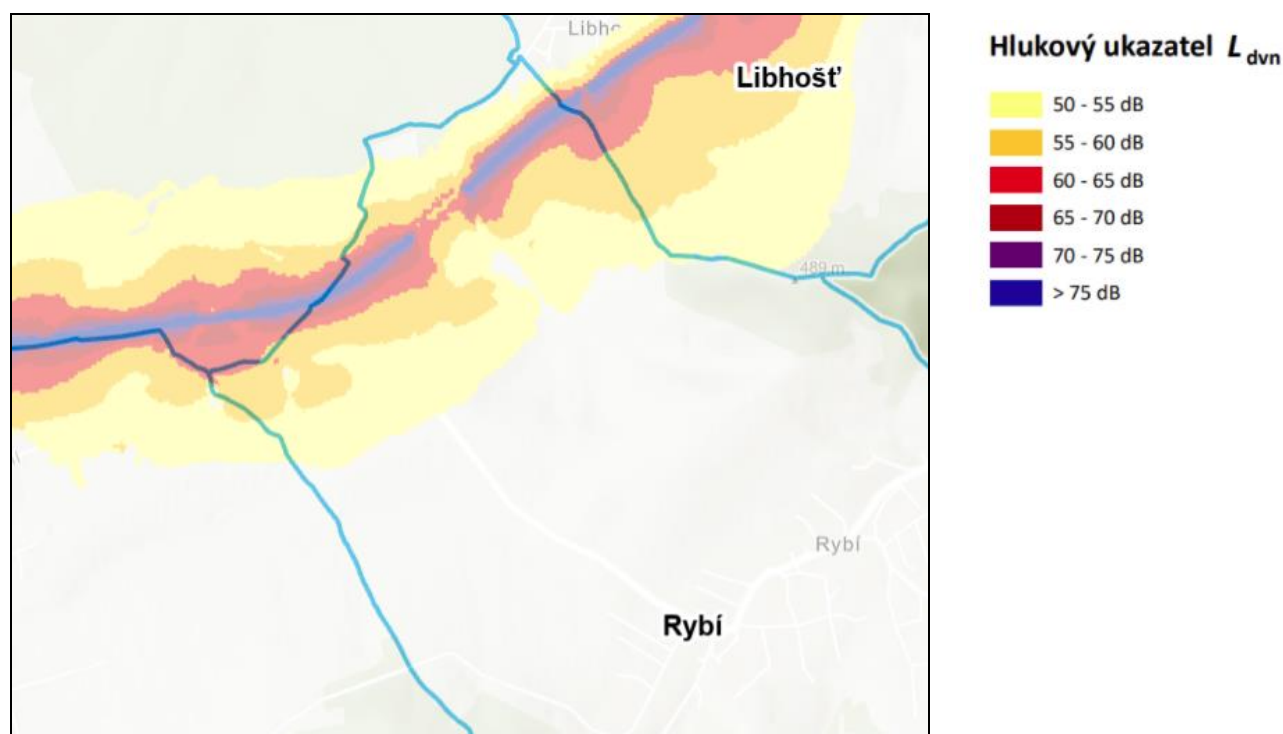 Libhošť
489 m
Rybí
Rybí
Hlukový ukazatel L dvn
50 - 55 dB
55 - 60 dB
60 - 65 dB
65 - 70 dB
70 - 75 dB
> 75 dB